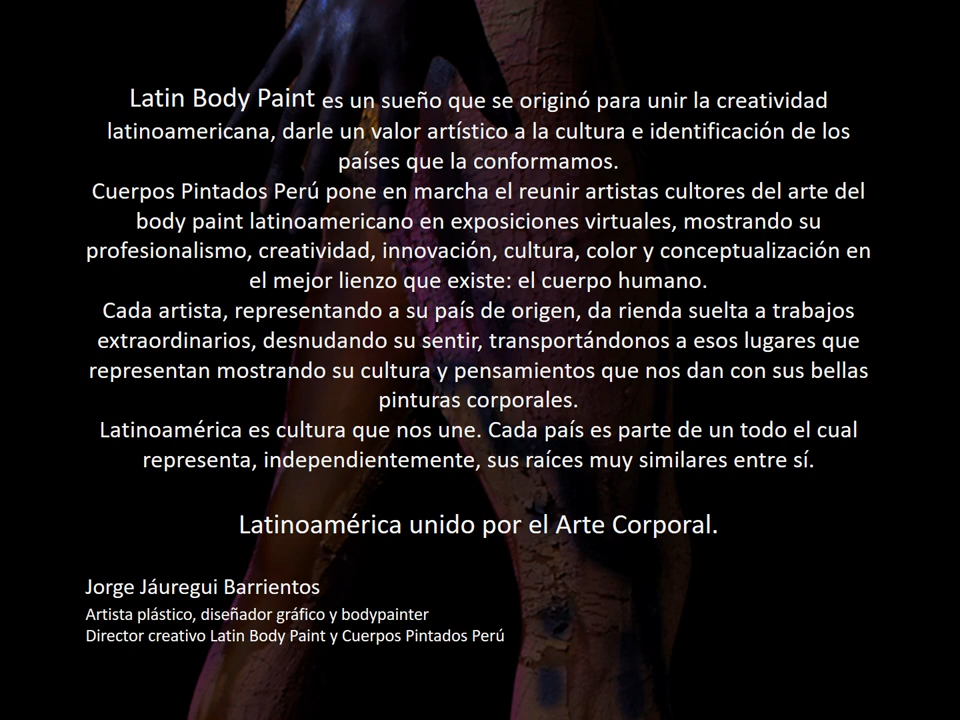 Latin Body Paint es un sueño que se originó para unir la creatividad
latinoamericana, darle un valor artístico a la cultura e identificación de los
países que la conformamos.
Cuerpos Pintados Perú pone en marcha el reunir artistas cultores del arte del
body paint latinoamericano en exposiciones virtuales, mostrando su
profesionalismo, creatividad, innovación, cultura, color y conceptualización en
el mejor lienzo que existe: el cuerpo humano.
Cada artista, representando a su país de origen, da rienda suelta a trabajos
extraordinarios, desnudando su sentir, transportándonos a esos lugares que
representan mostrando su cultura y pensamientos que nos dan con sus bellas
pinturas corporales.
Latinoamérica es cultura que nos une. Cada país es parte de un todo el cual
representa, independientemente, sus raíces muy similares entre sí.
Latinoamérica unido por el Arte Corporal.
Jorge Jáuregui Barrientos
Artista plástico, diseñador gráfico y bodypainter
Director creativo Latin Body Paint y Cuerpos Pintados Perú